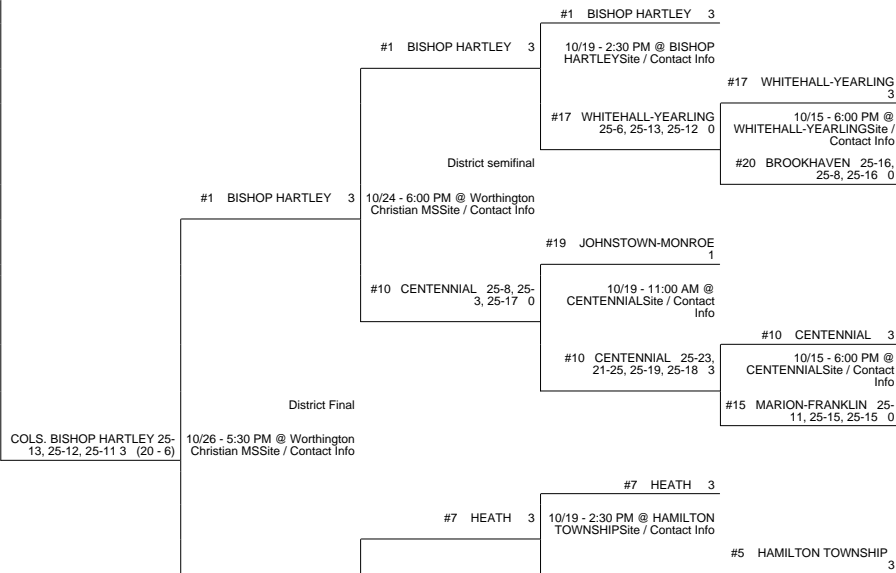 #1 BISHOP HARTLEY 3
#1 BISHOP HARTLEY 3
10/19 - 2:30 PM @ BISHOP
HARTLEYSite / Contact Info
#17 WHITEHALL-YEARLING
3
#17 WHITEHALL-YEARLING
25-6, 25-13, 25-12 0
10/15 - 6:00 PM @
WHITEHALL-YEARLINGSite /
Contact Info
District semifinal
#20 BROOKHAVEN 25-16,
25-8, 25-16 0
#1 BISHOP HARTLEY 3
10/24 - 6:00 PM @ Worthington
Christian MSSite / Contact Info
#19 JOHNSTOWN-MONROE
1
#10 CENTENNIAL 25-8, 25-
3, 25-17 0
10/19 - 11:00 AM @
CENTENNIALSite / Contact
Info
#10 CENTENNIAL 3
#10 CENTENNIAL 25-23,
21-25, 25-19, 25-18 3
10/15 - 6:00 PM @
CENTENNIALSite / Contact
Info
District Final
#15 MARION-FRANKLIN 25-
11, 25-15, 25-15 0
COLS. BISHOP HARTLEY 25-
13, 25-12, 25-11 3 (20 - 6)
10/26 - 5:30 PM @ Worthington
Christian MSSite / Contact Info
#7 HEATH 3
#7 HEATH 3
10/19 - 2:30 PM @ HAMILTON
TOWNSHIPSite / Contact Info
#5 HAMILTON TOWNSHIP
3